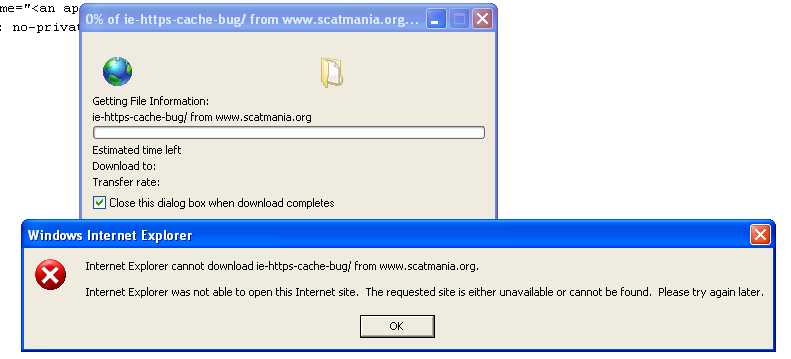 me="<an ap
: no-privat
0% of ie-https-cache-bug/ from www.scatmania.org...
Getting File Information:
ie-https-cache-bug/ from www.scatmania.org
Estimated time left
Download to:
Transfer rate:
Close this dialog box when download completes
Windows Internet Explorer
Internet Explorer cannot download ie-https-cache-bug/ from www.scatmania.org.
Internet Explorer was not able to open this Internet site. The requested site is either unavailable or cannot be found. Please try again later.
OK